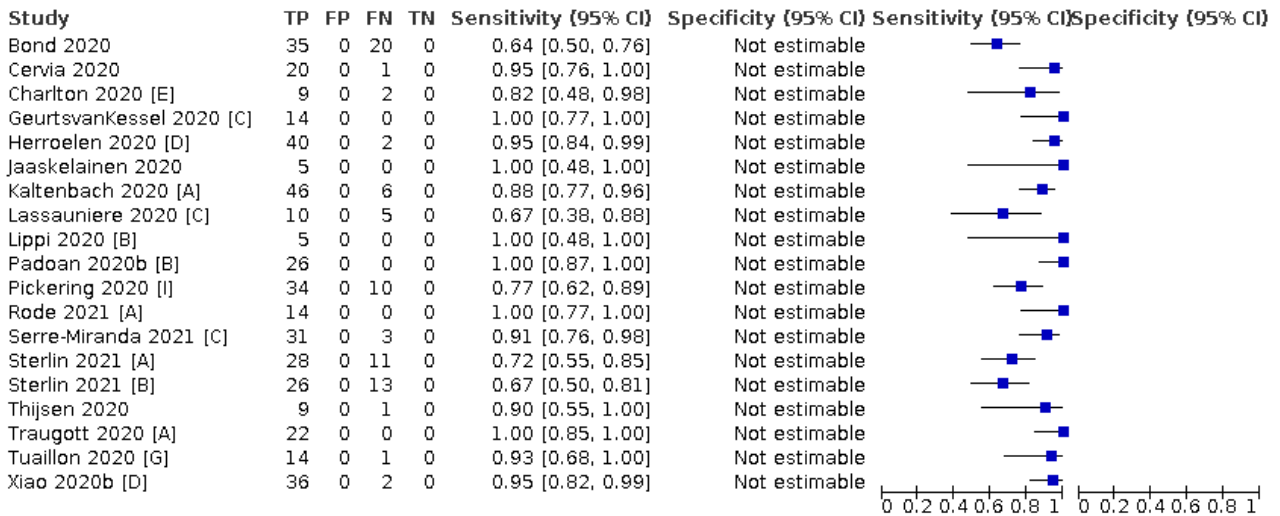 Study TP FP FN TN Sensitivity (95% CI) Specificity (95% CI) Sensitivity (95% CI) Specificity (95% CI)
Bond 2020 35 0 20 0 0.64 [0.50, 0.76] Not estimable
Cervia 2020 20 0 1 0 0.95 [0.76, 1.00] Not estimable
Charlton 2020 [E] 9 0 2 0 0.82 [0.48, 0.98] Not estimable
GeurtsvanKessel 2020 [C] 14 0 0 0 1.00 [0.77, 1.00] Not estimable
Herroelen 2020 [D] 40 0 2 0 0.95 [0.84, 0.99] Not estimable
Jaaskelainen 2020 5 0 0 0 1.00 [0.48, 1.00] Not estimable
Kaltenbach 2020 [A] 46 0 6 0 0.88 [0.77, 0.96] Not estimable
Lassauniere 2020 [C] 10 0 5 0 0.67 [0.38, 0.88] Not estimable
Lippi 2020 [B] 5 0 0 0 1.00 [0.48, 1.00] Not estimable
Padoan 2020b [B] 26 0 0 0 1.00 [0.87, 1.00] Not estimable
Pickering 2020 [I] 34 0 10 0 0.77 [0.62, 0.89] Not estimable
Rode 2021 [A] 14 0 0 0 1.00 [0.77, 1.00] Not estimable
Serre-Miranda 2021 [C] 31 0 3 0 0.91 [0.76, 0.98] Not estimable
Sterlin 2021 [A] 28 0 11 0 0.72 [0.55, 0.85] Not estimable
Sterlin 2021 [B] 26 0 13 0 0.67 [0.50, 0.81] Not estimable
Thijsen 2020 9 0 1 0 0.90 [0.55, 1.00] Not estimable
Traugott 2020 [A] 22 0 0 0 1.00 [0.85, 1.00] Not estimable
Tuaillon 2020 [G] 14 0 1 0 0.93 [0.68, 1.00] Not estimable
Xiao 2020b [D] 36 0 2 0 0.95 [0.82, 0.99] Not estimable
0 0.2 0.4 0.6 0.8 1 0 0.2 0.4 0.6 0.8 1